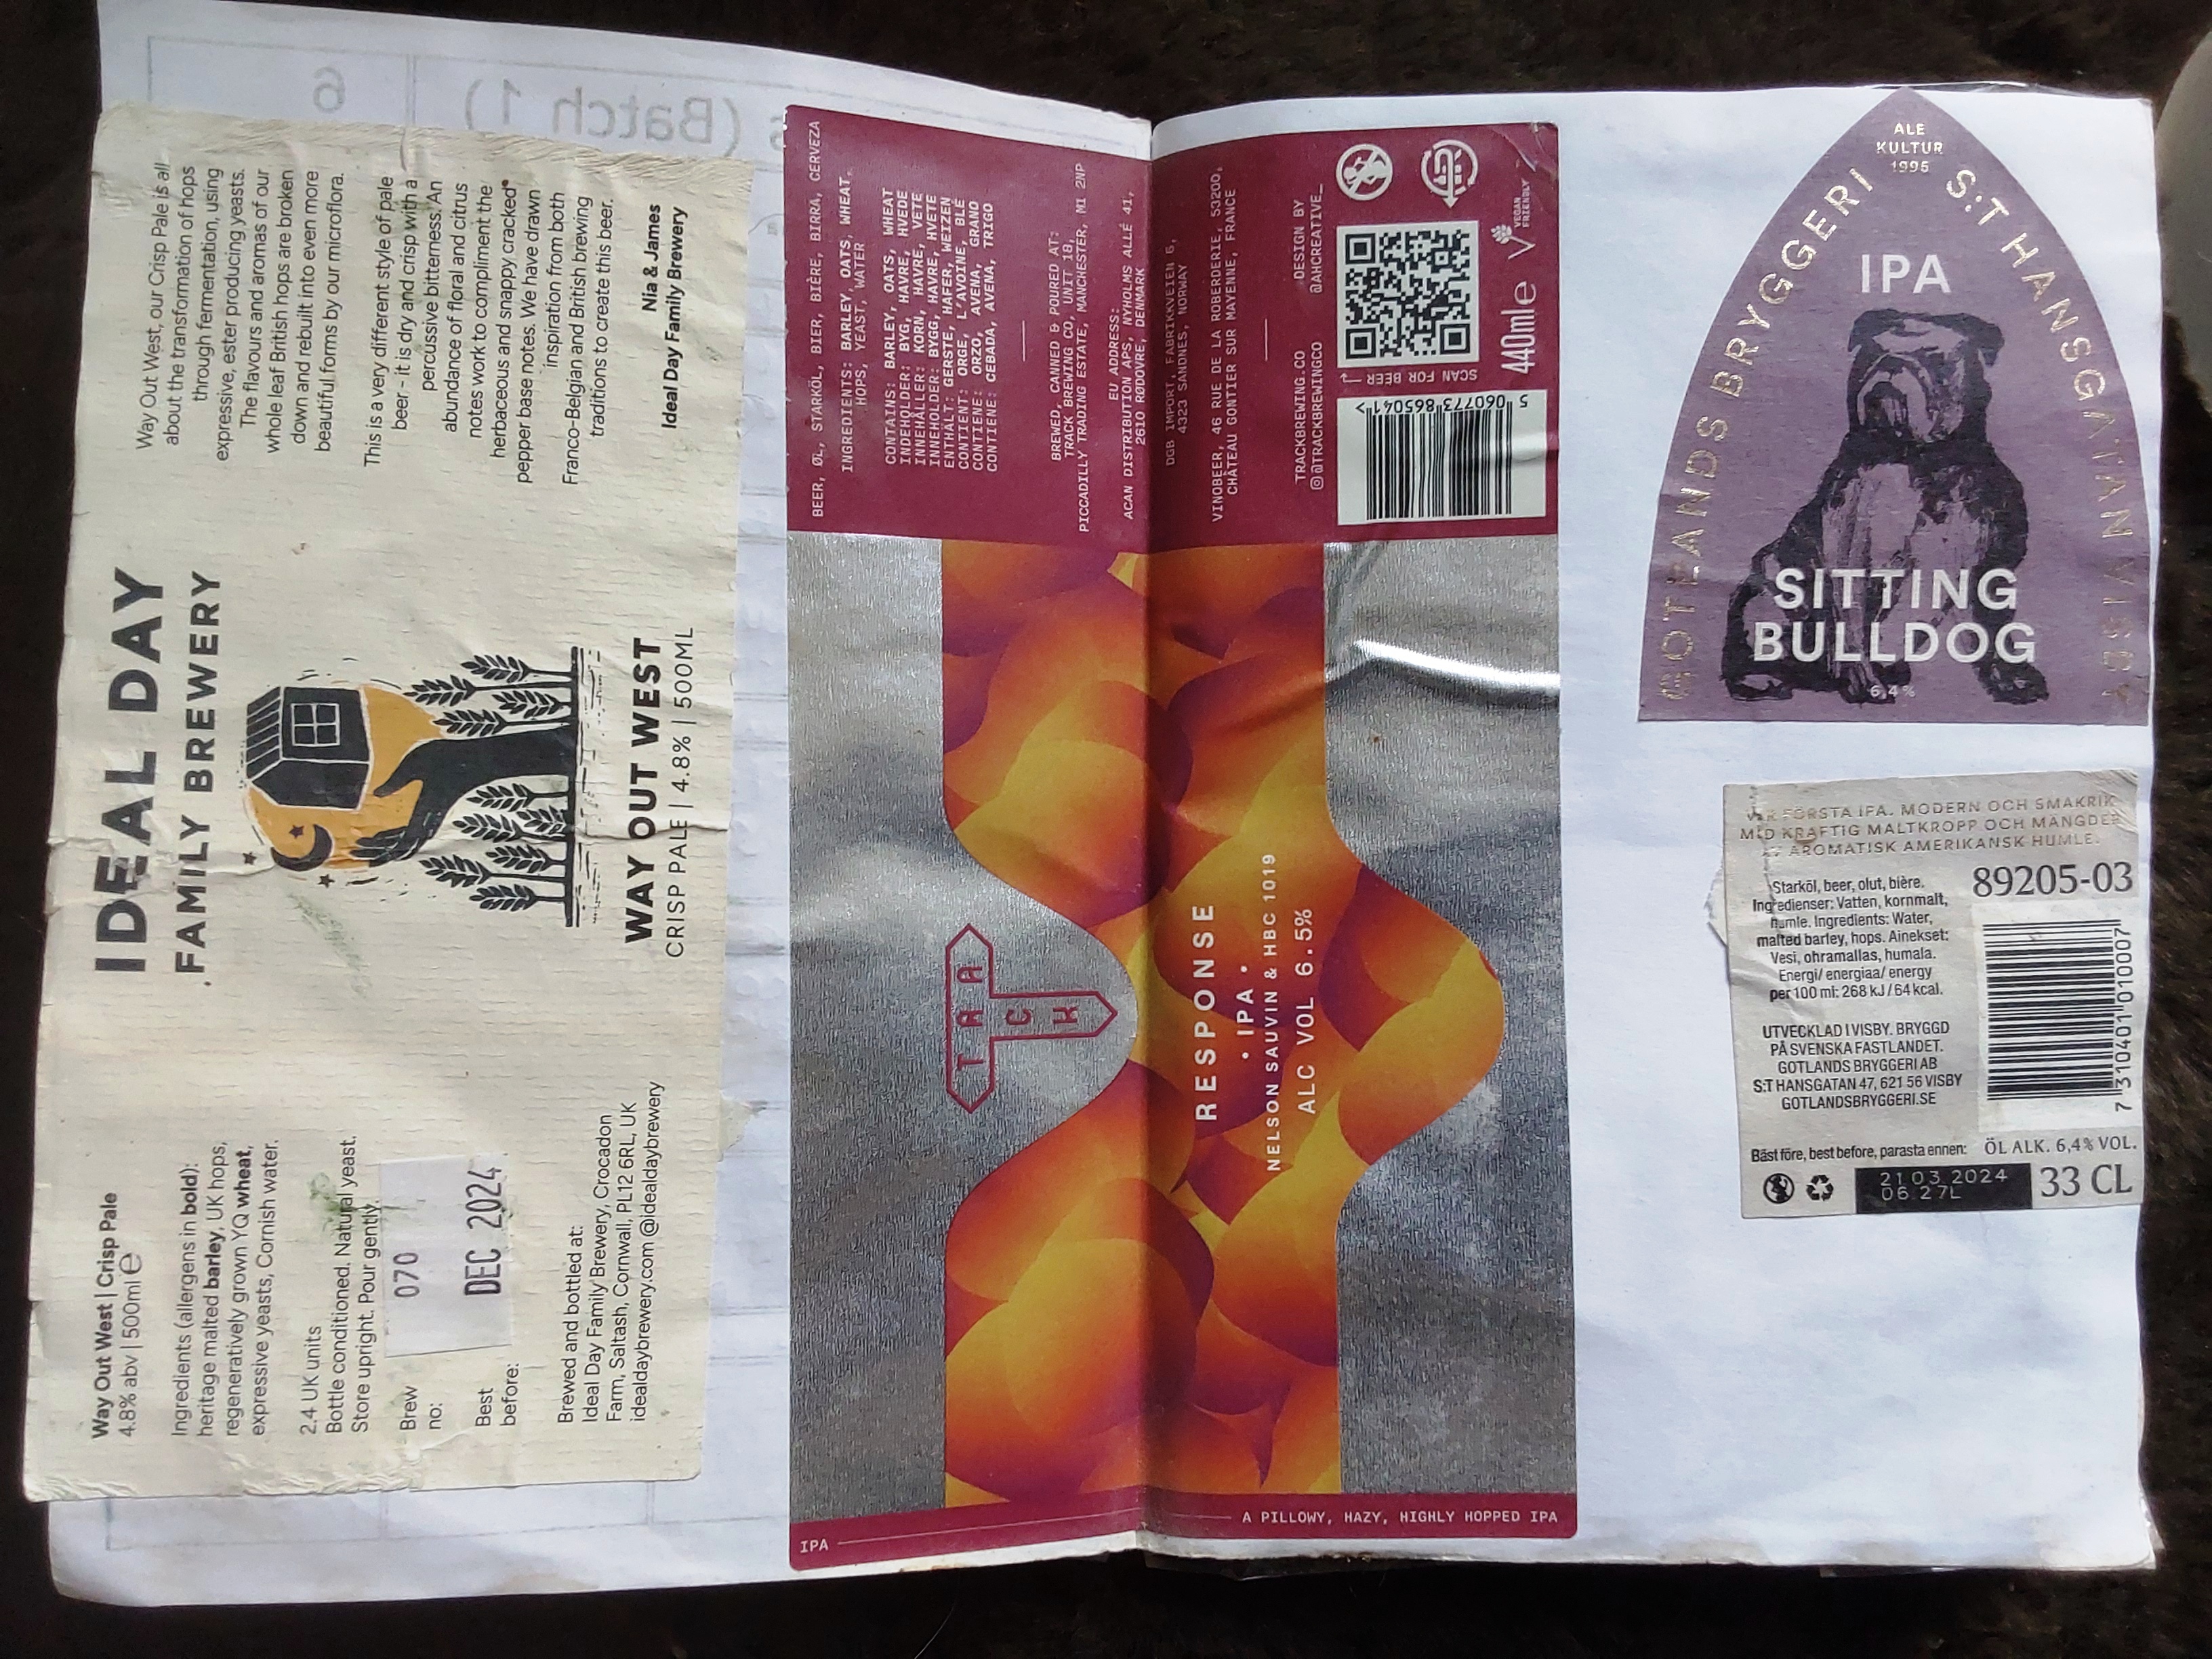 6
(Batch 1)
Way Out West | Crisp Pale
4.8% abv | 500ml ℮
Ingredients (allergens in bold):
heritage malted barley, UK hops,
regeneratively grown YQ wheat,
expressive yeasts, Cornish water.
2.4 UK units
Bottle conditioned. Natural yeast.
Store upright. Pour gently.
Brew
no:
070
Best
before:
DEC 2024
Brewed and bottled at:
Ideal Day Family Brewery, Crocadon
Farm, Saltash, Cornwall, PL12 6RL, UK
idealdaybrewery.com @idealdaybrewery
IDEAL DAY
FAMILY BREWERY
WAY OUT WEST
CRISP PALE | 4.8% | 500ML
Way Out West, our Crisp Pale is all
about the transformation of hops
through fermentation, using
expressive, ester producing yeasts.
The flavours and aromas of our
whole leaf British hops are broken
down and rebuilt into even more
beautiful forms by our microflora.
This is a very different style of pale
beer - it is dry and crisp with a
percussive bitterness. An
abundance of floral and citrus
notes work to compliment the
herbaceous and snappy cracked
pepper base notes. We have drawn
inspiration from both
Franco-Belgian and British brewing
traditions to create this beer.
Nia & James
Ideal Day Family Brewery
IPA
A PILLOWY, HAZY, HIGHLY HOPPED IPA
TRACK
RESPONSE
• IPA •
NELSON SAUVIN & HBC 1019
ALC VOL 6.5%
BEER, ØL, STARKÖL, BIER, BIÈRE, BIRRA, CERVEZA
INGREDIENTS: BARLEY, OATS, WHEAT,
HOPS, YEAST, WATER
CONTAINS: BARLEY, OATS, WHEAT
INDEHOLDER: BYG, HAVRE, HVEDE
INNEHÅLLER: KORN, HAVRE, VETE
INNEHOLDER: BYGG, HAVRE, HVETE
ENTHÄLT: GERSTE, HAFER, WEIZEN
CONTIENT: ORGE, L'AVOINE, BLÉ
CONTIENE: ORZO, AVENA, GRANO
CONTIENE: CEBADA, AVENA, TRIGO
BREWED, CANNED & POURED AT:
TRACK BREWING CO, UNIT 18,
PICCADILLY TRADING ESTATE, MANCHESTER, M1 2NP
EU ADDRESS:
ACAN DISTRIBUTION APS, NYHOLMS ALLÉ 41,
2610 RØDOVRE, DENMARK
DGB IMPORT, FABRIKKVEIEN 6,
4323 SANDNES, NORWAY
VINOBEER, 46 RUE DE LA ROBERDERIE, 53200,
CHÂTEAU GONTIER SUR MAYENNE, FRANCE
TRACKBREWING.CO
@TRACKBREWINGCO
DESIGN BY
@AHCREATIVE_
5 060773 865041 >
SCAN FOR BEER
440ml ℮
VEGAN
FRIENDLY
ALE
KULTUR
1995
GOTLANDS BRYGGERI
S:T HANSGATAN VISBY
IPA
SITTING
BULLDOG
6,4%
VÅR FÖRSTA IPA. MODERN OCH SMAKRIK
MED KRAFTIG MALTKROPP OCH MÄNGDER
AV AROMATISK AMERIKANSK HUMLE.
89205-03
Starköl, beer, olut, bière.
Ingredienser: Vatten, kornmalt,
humle. Ingredients: Water,
malted barley, hops. Ainekset:
Vesi, ohramallas, humala.
Energi/ energiaa/ energy
per 100 ml: 268 kJ / 64 kcal.
UTVECKLAD I VISBY. BRYGGD
PÅ SVENSKA FASTLANDET.
GOTLANDS BRYGGERI AB
S:T HANSGATAN 47, 621 56 VISBY
GOTLANDSBRYGGERI.SE
7 310401 010007
Bäst före, best before, parasta ennen:
ÖL ALK. 6,4% VOL.
21.03.2024
06:27L
33 CL